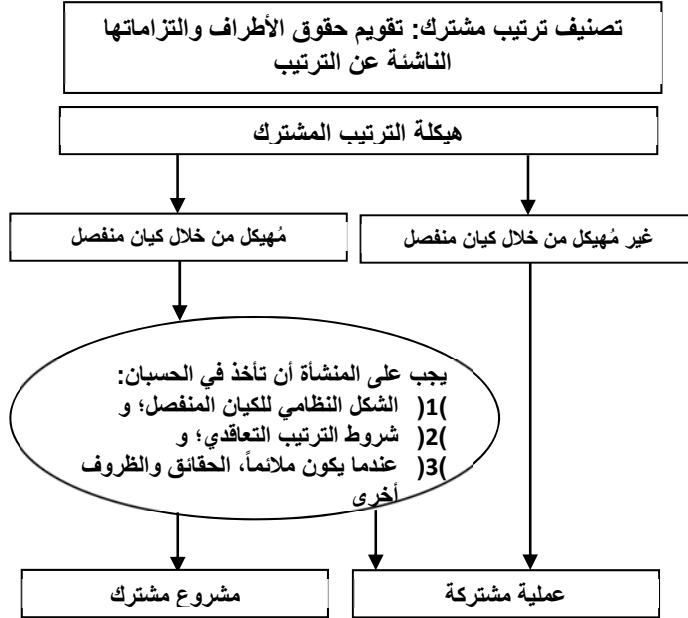 تصنيف ترتيب مشترك: تقويم حقوق الأطراف والتزاماتها
الناشئة عن الترتيب
هيكلة الترتيب المشترك
غير مُهيكل من خلال كيان منفصل
مُهيكل من خلال كيان منفصل
يجب على المنشأة أن تأخذ في الحسبان:
)1( الشكل النظامي للكيان المنفصل؛ و
)2( شروط الترتيب التعاقدي؛ و
)3( عندما يكون ملائماً، الحقائق والظروف
أخرى
عملية مشتركة
مشروع مشترك